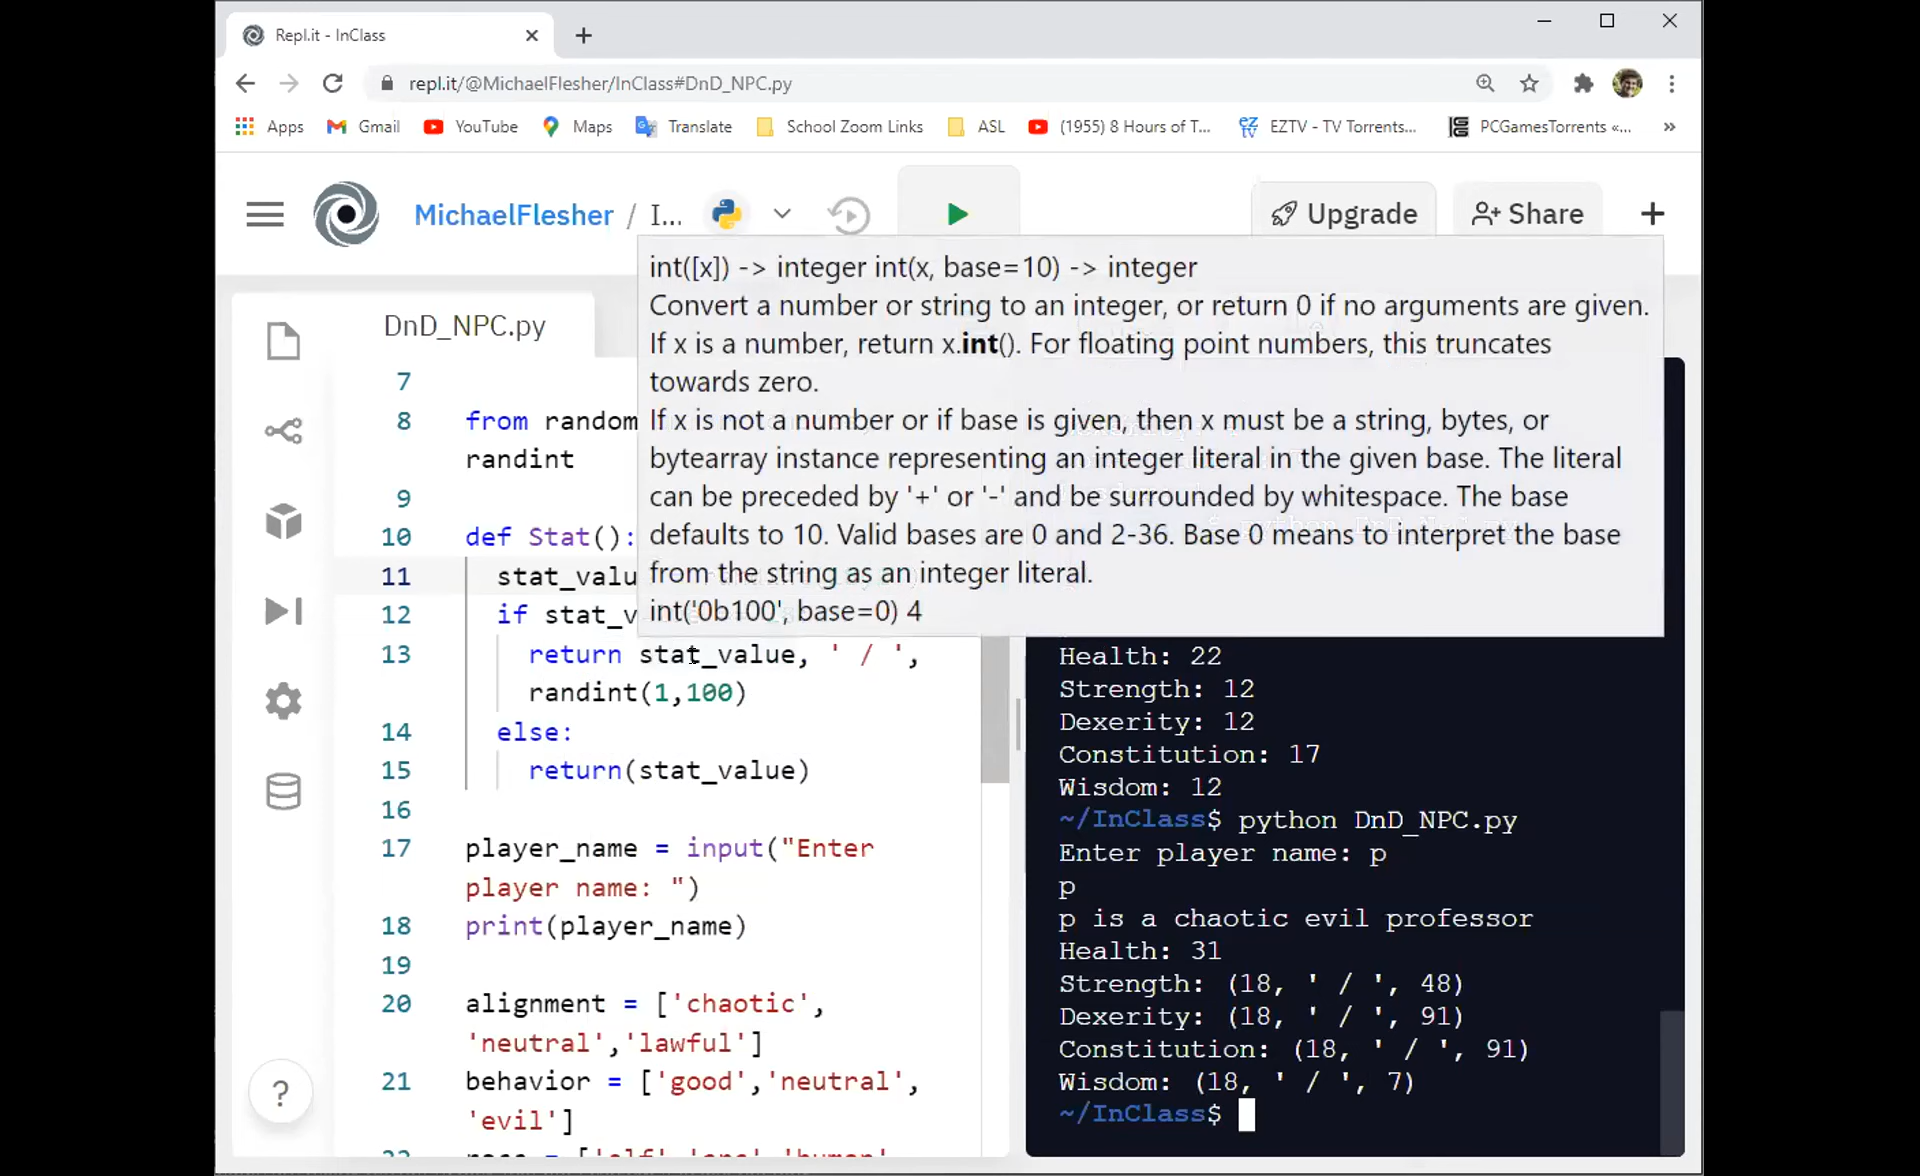 Repl.it - InClass
repl.it/@MichaelFlesher/InClass#DnD_NPC.py
Apps Gmail YouTube Maps Translate School Zoom Links ASL (1955) 8 Hours of T... EZTV - TV Torrents... PCGamesTorrents «... »
MichaelFlesher / I... Upgrade Share
int([x]) -> integer int(x, base=10) -> integer
Convert a number or string to an integer, or return 0 if no arguments are given.
If x is a number, return x.int(). For floating point numbers, this truncates
towards zero.
If x is not a number or if base is given, then x must be a string, bytes, or
bytearray instance representing an integer literal in the given base. The literal
can be preceded by '+' or '-' and be surrounded by whitespace. The base
defaults to 10. Valid bases are 0 and 2-36. Base 0 means to interpret the base
from the string as an integer literal.
int('0b100', base=0) 4
DnD_NPC.py
7
8 from random
randint
9
10 def Stat():
11 stat_valu
12 if stat_v
13 return stat_value, ' / ',
randint(1,100)
14 else:
15 return(stat_value)
16
17 player_name = input("Enter
player name: ")
18 print(player_name)
19
20 alignment = ['chaotic',
'neutral','lawful']
21 behavior = ['good','neutral',
'evil']
Health: 22
Strength: 12
Dexerity: 12
Constitution: 17
Wisdom: 12
~/InClass$ python DnD_NPC.py
Enter player name: p
p
p is a chaotic evil professor
Health: 31
Strength: (18, ' / ', 48)
Dexerity: (18, ' / ', 91)
Constitution: (18, ' / ', 91)
Wisdom: (18, ' / ', 7)
~/InClass$
?